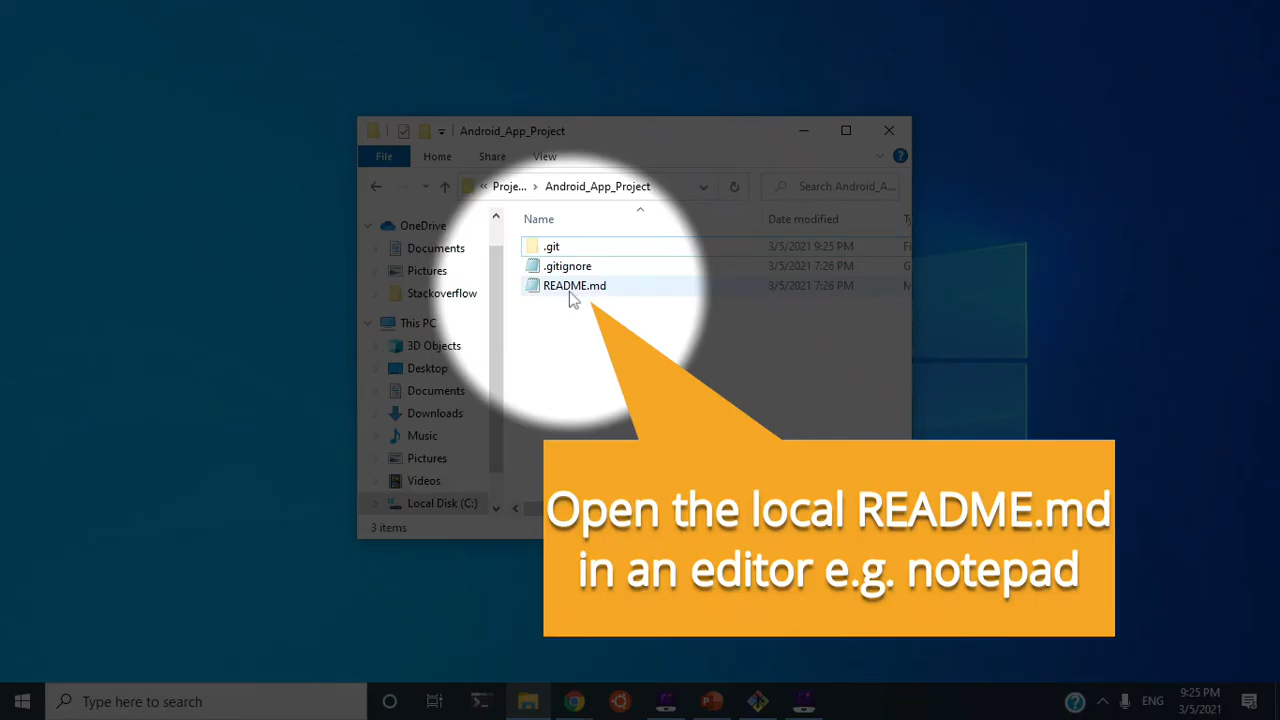 Android_App_Project
File Home Share View
« Proje... > Android_App_Project
Search Android_A...
Name Date modified Ty
.git 3/5/2021 9:25 PM Fi
.gitignore 3/5/2021 7:26 PM G
README.md 3/5/2021 7:26 PM M
OneDrive
Documents
Pictures
Stackoverflow
This PC
3D Objects
Desktop
Documents
Downloads
Music
Pictures
Videos
Local Disk (C:)
3 items
Open the local README.md
in an editor e.g. notepad
Type here to search
ENG
9:25 PM
3/5/2021